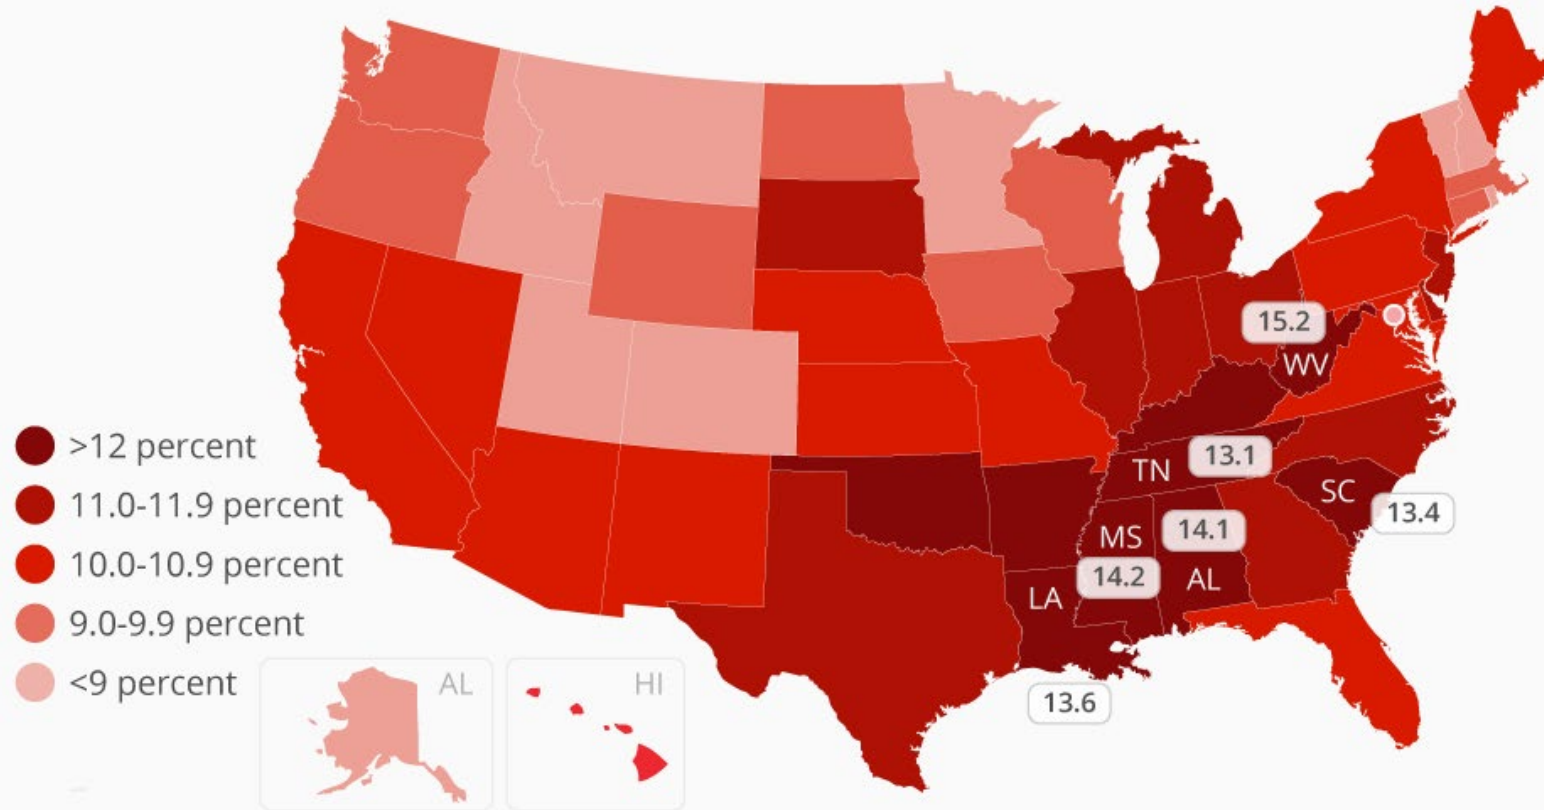 15.2
WV
>12 percent
TN
13.1
11.0-11.9 percent
SC
13.4
MS
14.1
10.0-10.9 percent
14.2
AL
LA
9.0-9.9 percent
<9 percent
AL
HI
13.6